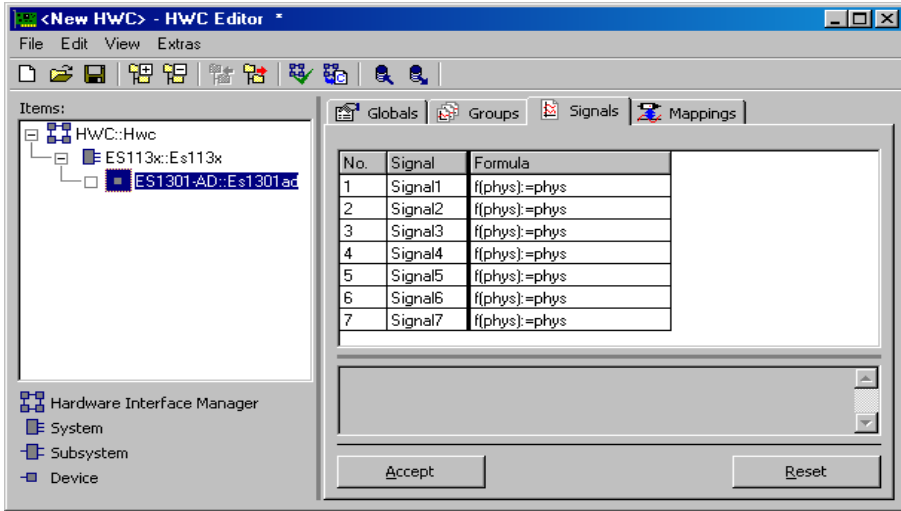 <New HWC> - HWC Editor *
File Edit View Extras
Items:
HWC::Hwc
ES113x::Es113x
ES1301-AD::Es1301ad
Hardware Interface Manager
System
Subsystem
Device
Globals Groups Signals Mappings
No. Signal Formula
1 Signal1 f(phys):=phys
2 Signal2 f(phys):=phys
3 Signal3 f(phys):=phys
4 Signal4 f(phys):=phys
5 Signal5 f(phys):=phys
6 Signal6 f(phys):=phys
7 Signal7 f(phys):=phys
Accept Reset